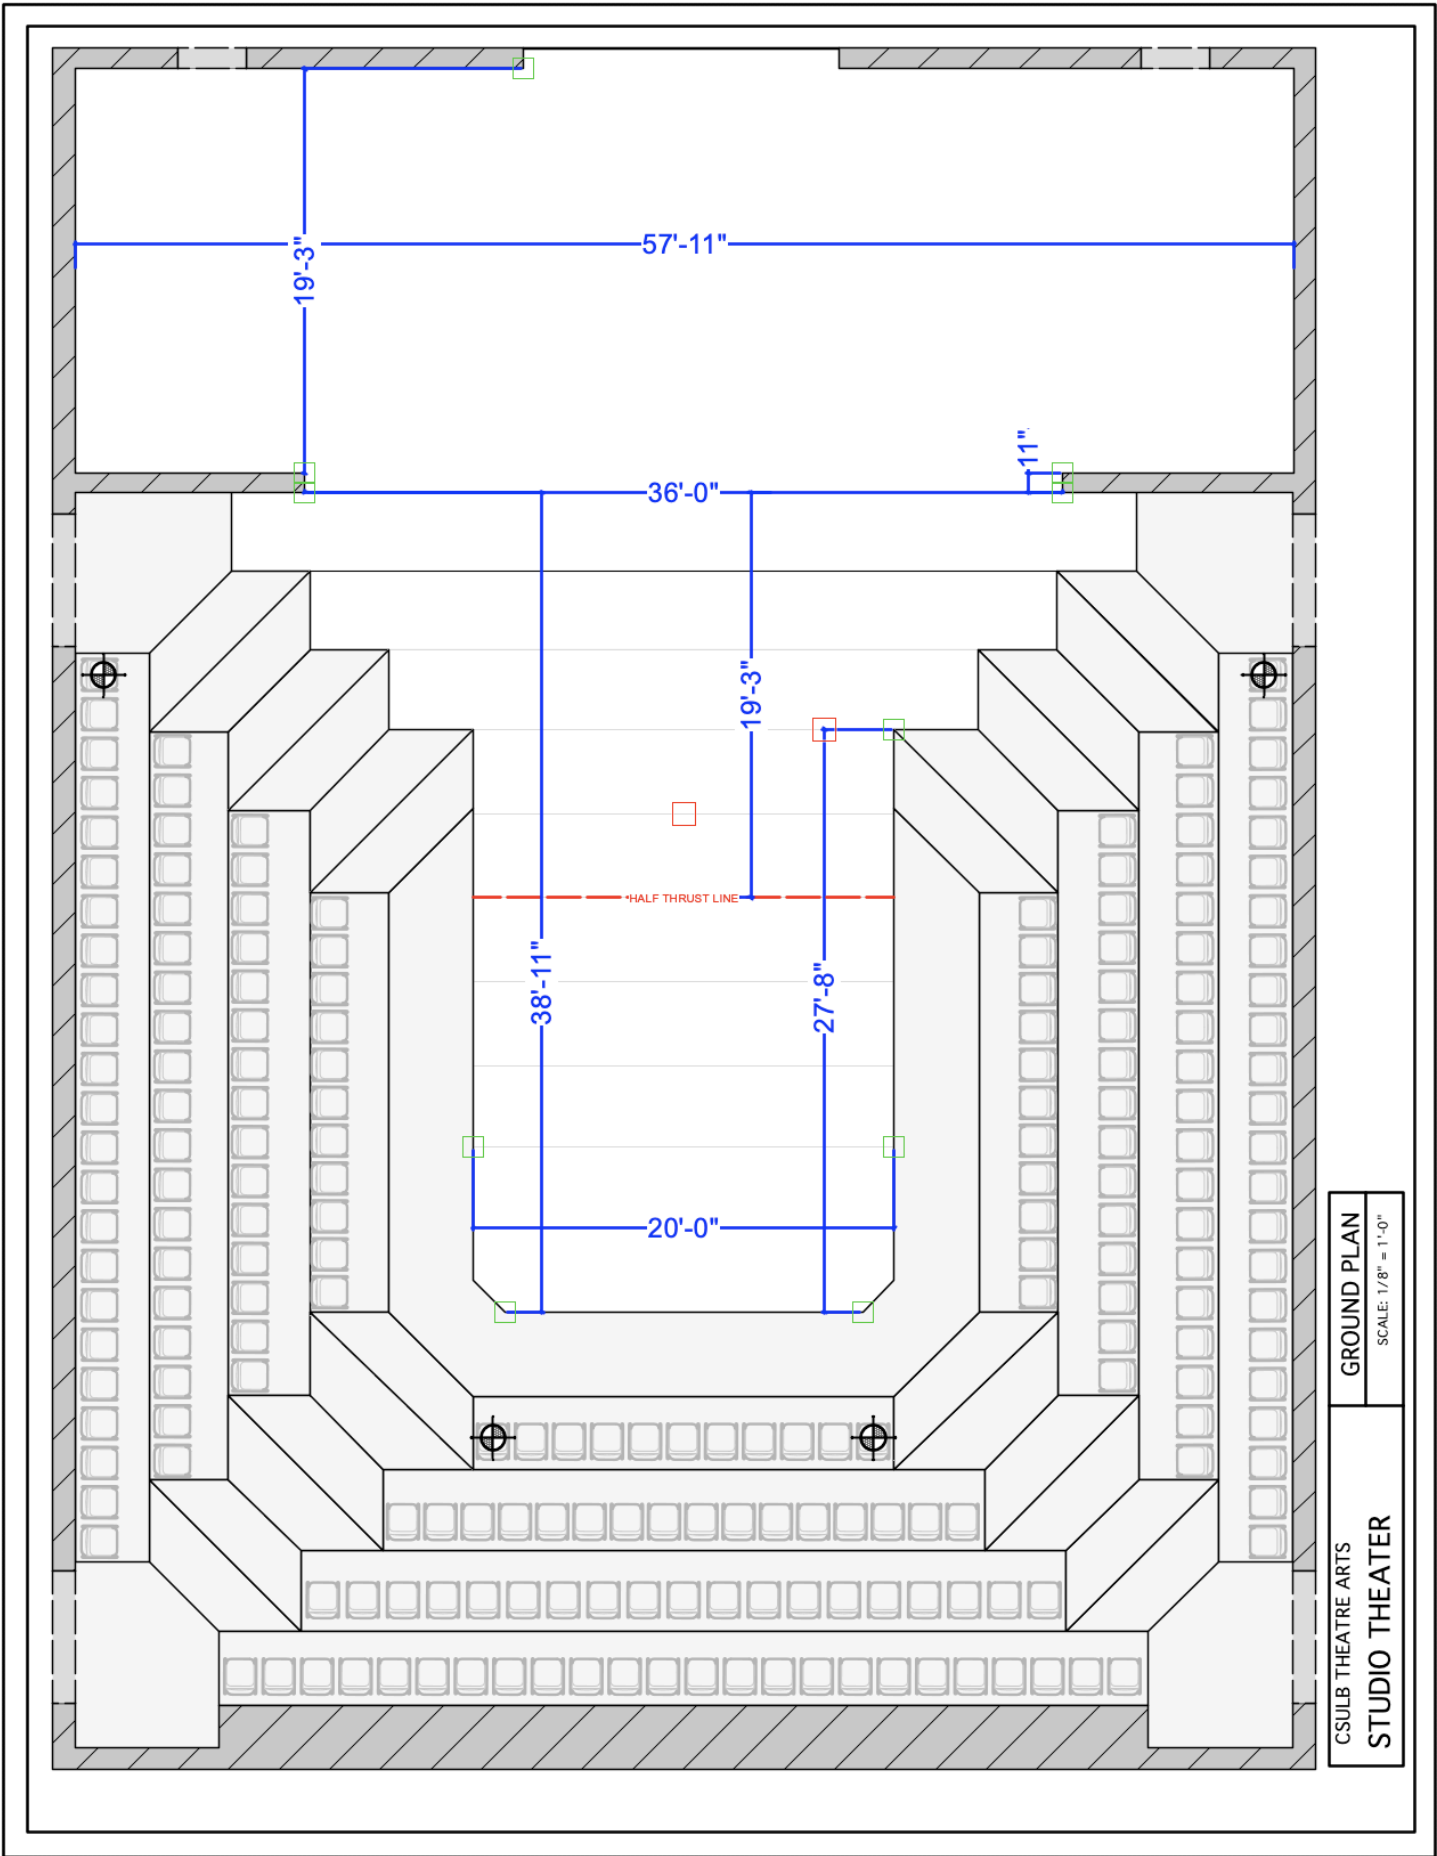 57'-11"
19'-3"
11"
36'-0"
19'-3"
HALF THRUST LINE
38'-11"
27'-8"
20'-0"
GROUND PLAN
SCALE: 1/8" = 1'-0"
CSULB THEATRE ARTS
STUDIO THEATER